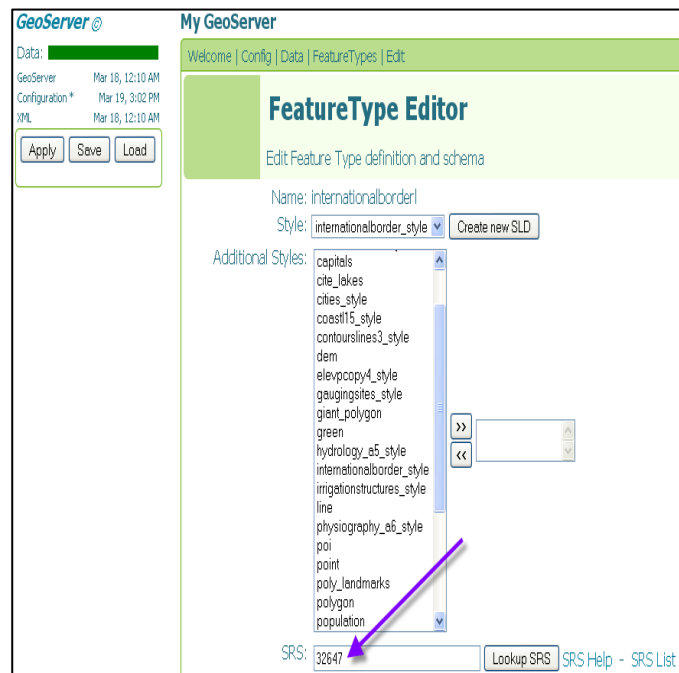 GeoServer ©
Data:
GeoServer Mar 18, 12:10 AM
Configuration * Mar 19, 3:02 PM
XML Mar 18, 12:10 AM
Apply Save Load
My GeoServer
Welcome | Config | Data | FeatureTypes | Edit
FeatureType Editor
Edit Feature Type definition and schema
Name: internationalborderl
Style: internationalborder_style Create new SLD
Additional Styles:
capitals
cite_lakes
cities_style
coastl15_style
contourslines3_style
dem
elevpcopy4_style
gaugingsites_style
giant_polygon
green
>>
hydrology_a5_style
<<
internationalborder_style
irrigationstructures_style
line
physiography_a6_style
poi
point
poly_landmarks
polygon
population
SRS: 32647 Lookup SRS SRS Help - SRS List